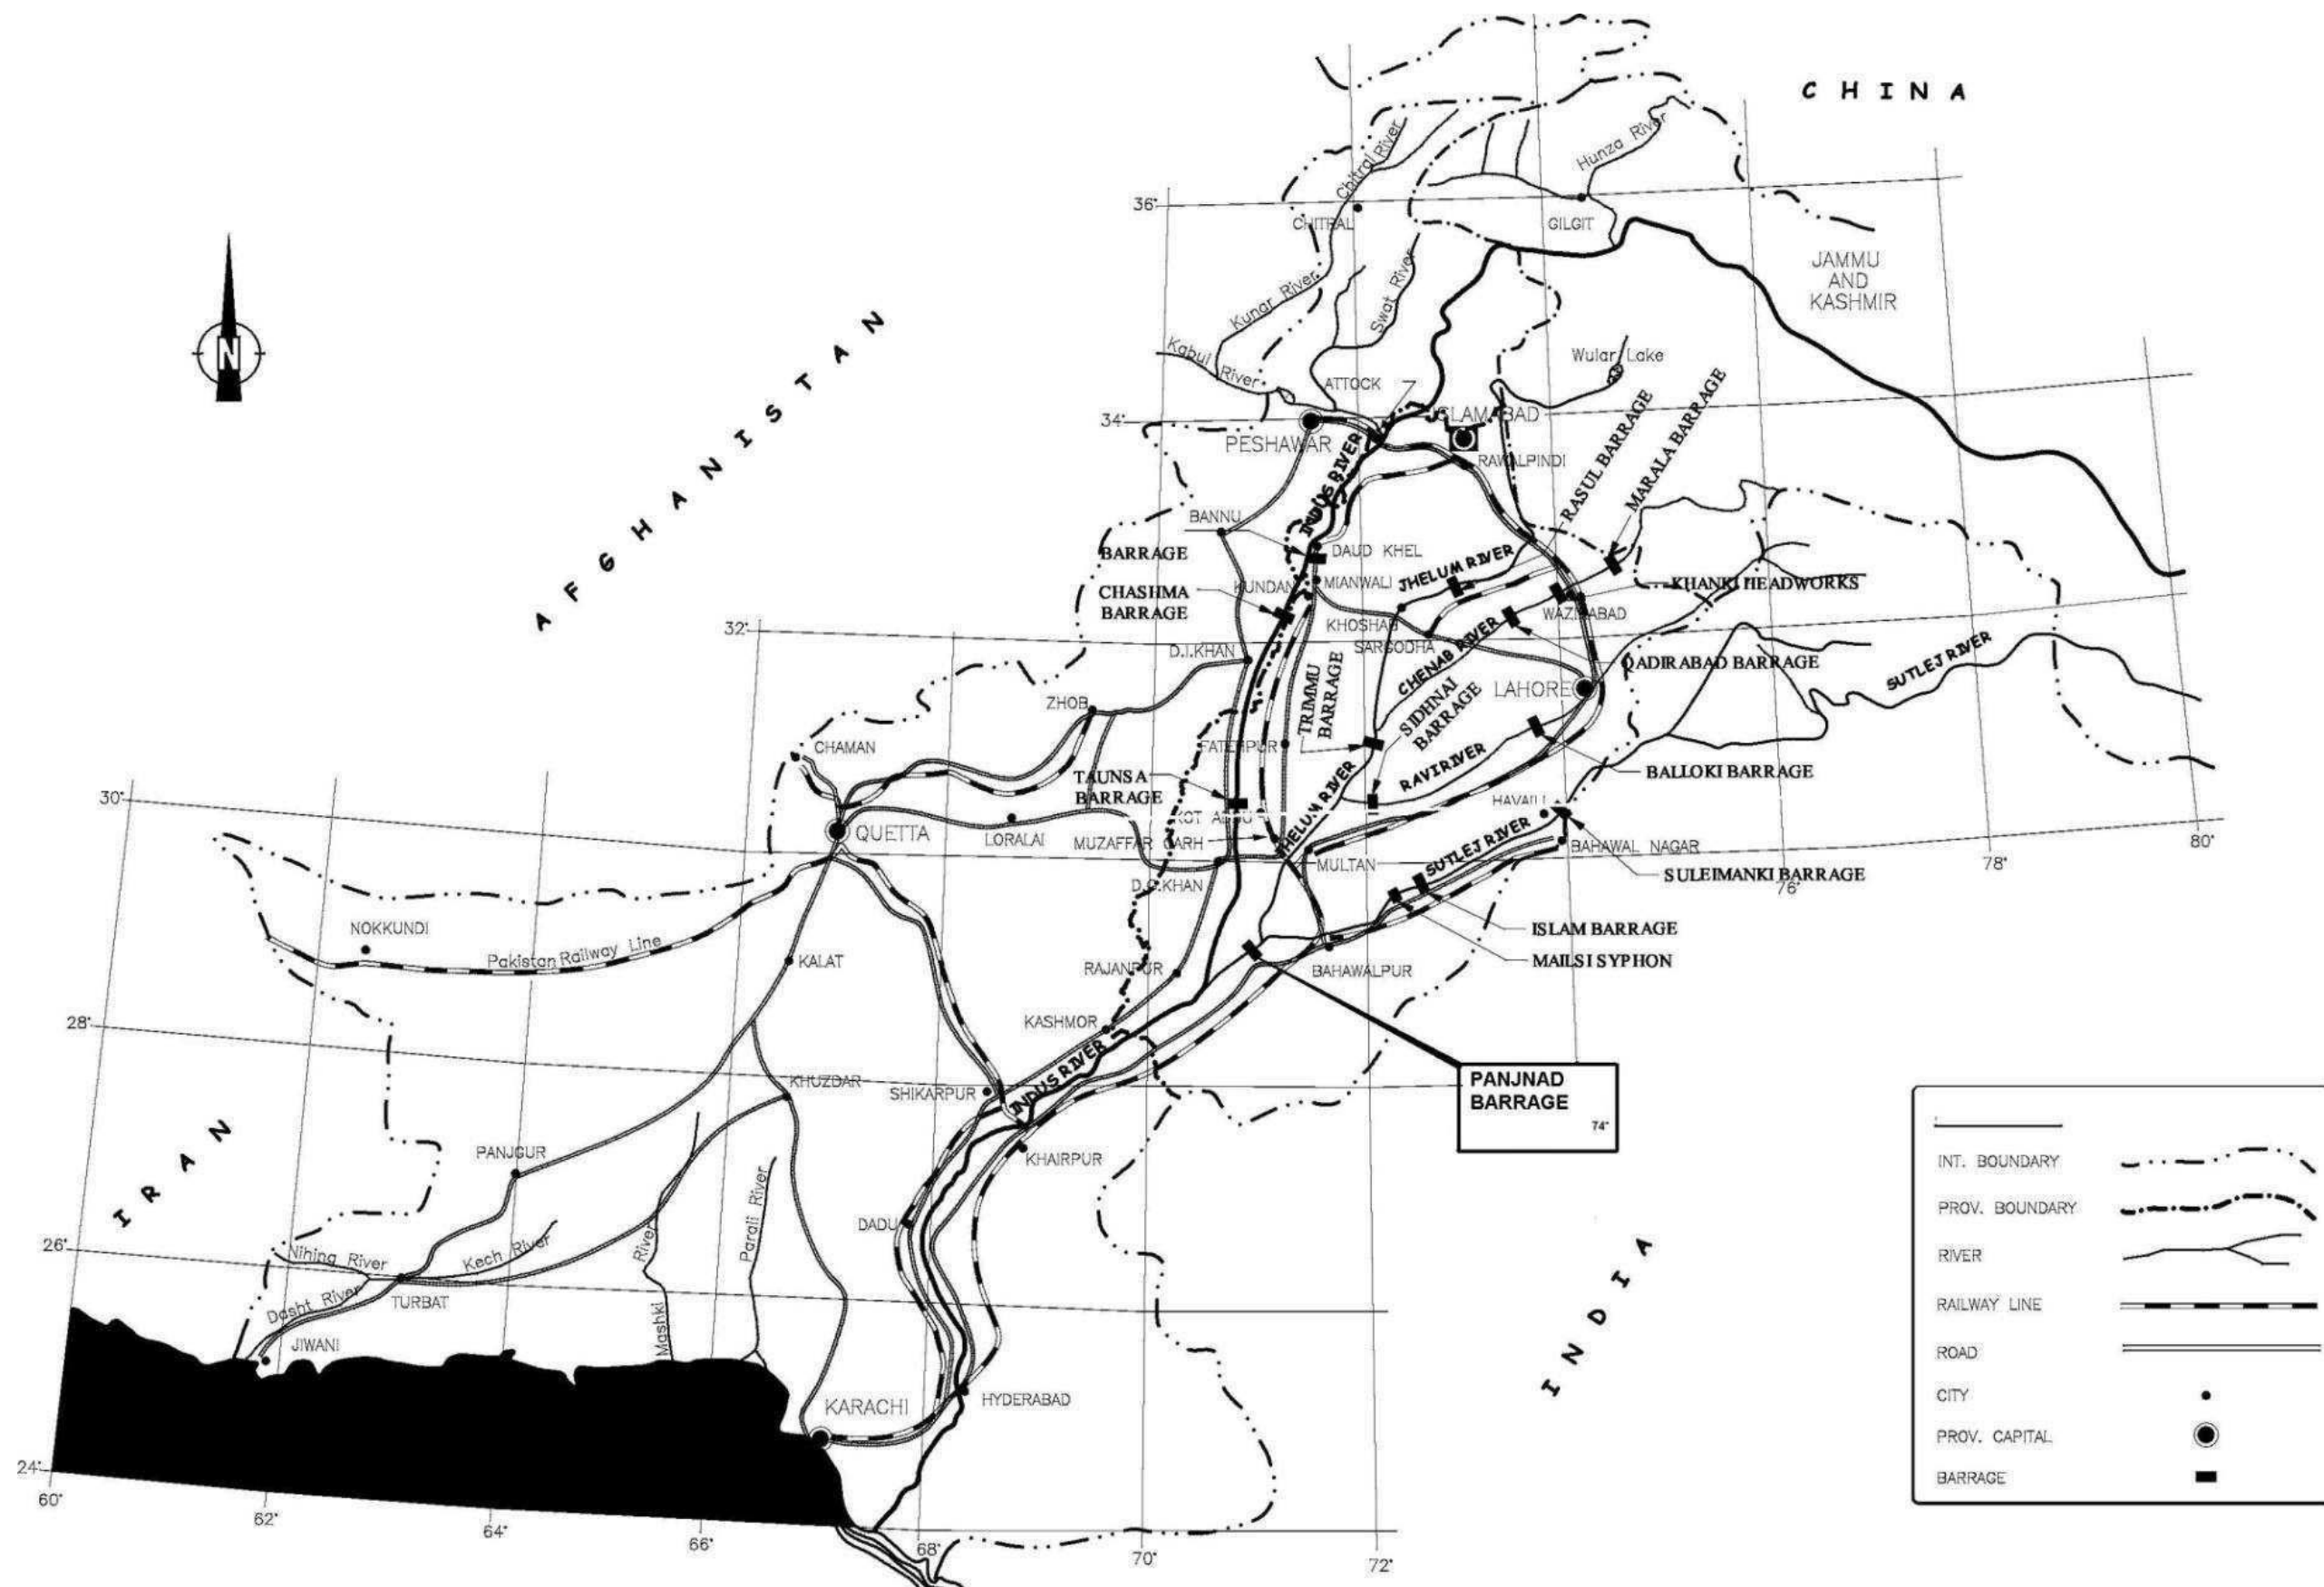 CHINA
Hunza River
Chitral River
36°
CHITRAL
GILGIT
JAMMU
AND
KASHMIR
Swat River
Kunar River
Kabul River
Wular Lake
AFGHANISTAN
N
ATTOCK
34°
ISLAMABAD
PESHAWAR
RAWALPINDI
INDUS RIVER
RASUL BARRAGE
MARALA BARRAGE
BANNU
BARRAGE
DAUD KHEL
JHELUM RIVER
MIANWALI
KUNDAN
CHASHMA
BARRAGE
KHANKI HEADWORKS
WAZIRABAD
KHOSHAB
32°
SARGODHA
D.I.KHAN
CHENAB RIVER
QADIRABAD BARRAGE
SUTLEJ RIVER
TRIMMU
BARRAGE
SIDHNAI
BARRAGE
LAHORE
ZHOB
CHAMAN
FATEHPUR
RAVI RIVER
BALLOKI BARRAGE
TAUNSA
BARRAGE
30°
JHELUM RIVER
QUETTA
LORALAI
MUZAFFAR GARH
BAHAWAL NAGAR
80°
78°
76°
MULTAN
SUTLEJ RIVER
SULEIMANKI BARRAGE
D.G.KHAN
ISLAM BARRAGE
MAILSI SYPHON
NOKKUNDI
Pakistan Railway Line
KALAT
RAJANPUR
BAHAWALPUR
28°
KASHMOR
INDUS RIVER
PANJNAD
BARRAGE
74°
KHUZDAR
SHIKARPUR
IRAN
PANJGUR
KHAIRPUR
DADU
26°
Nihing River
Kech River
Dasht River
TURBAT
Mashki River
Parali River
JIWANI
INDIA
KARACHI
HYDERABAD
24°
60°
62°
64°
66°
68°
70°
72°
INT. BOUNDARY
PROV. BOUNDARY
RIVER
RAILWAY LINE
ROAD
CITY
PROV. CAPITAL
BARRAGE